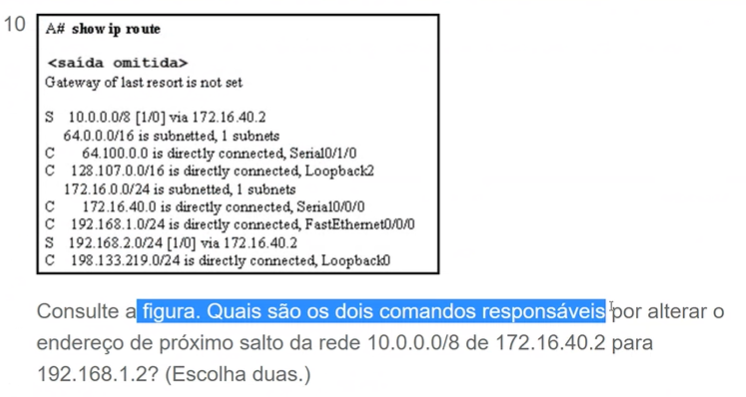 10
A# show ip route
<saída omitida>
Gateway of last resort is not set
S 10.0.0.0/8 [1/0] via 172.16.40.2
64.0.0.0/16 is subnetted, 1 subnets
C 64.100.0.0 is directly connected, Serial0/1/0
C 128.107.0.0/16 is directly connected, Loopback2
172.16.0.0/24 is subnetted, 1 subnets
C 172.16.40.0 is directly connected, Serial0/0/0
C 192.168.1.0/24 is directly connected, FastEthernet0/0/0
S 192.168.2.0/24 [1/0] via 172.16.40.2
C 198.133.219.0/24 is directly connected, Loopback0
Consulte a figura. Quais são os dois comandos responsáveis por alterar o
endereço de próximo salto da rede 10.0.0.0/8 de 172.16.40.2 para
192.168.1.2? (Escolha duas.)